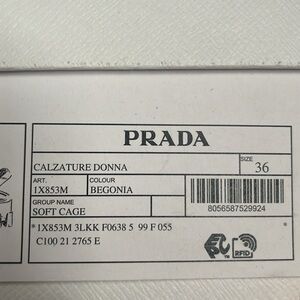 PRADA
CALZATURE DONNA
SIZE
36
ART. COLOUR
1X853M BEGONIA
GROUP NAME
SOFT CAGE
8056587529924
*1X853M 3LKK F0638 5 99 F 055
C100 21 2765 E
RFID